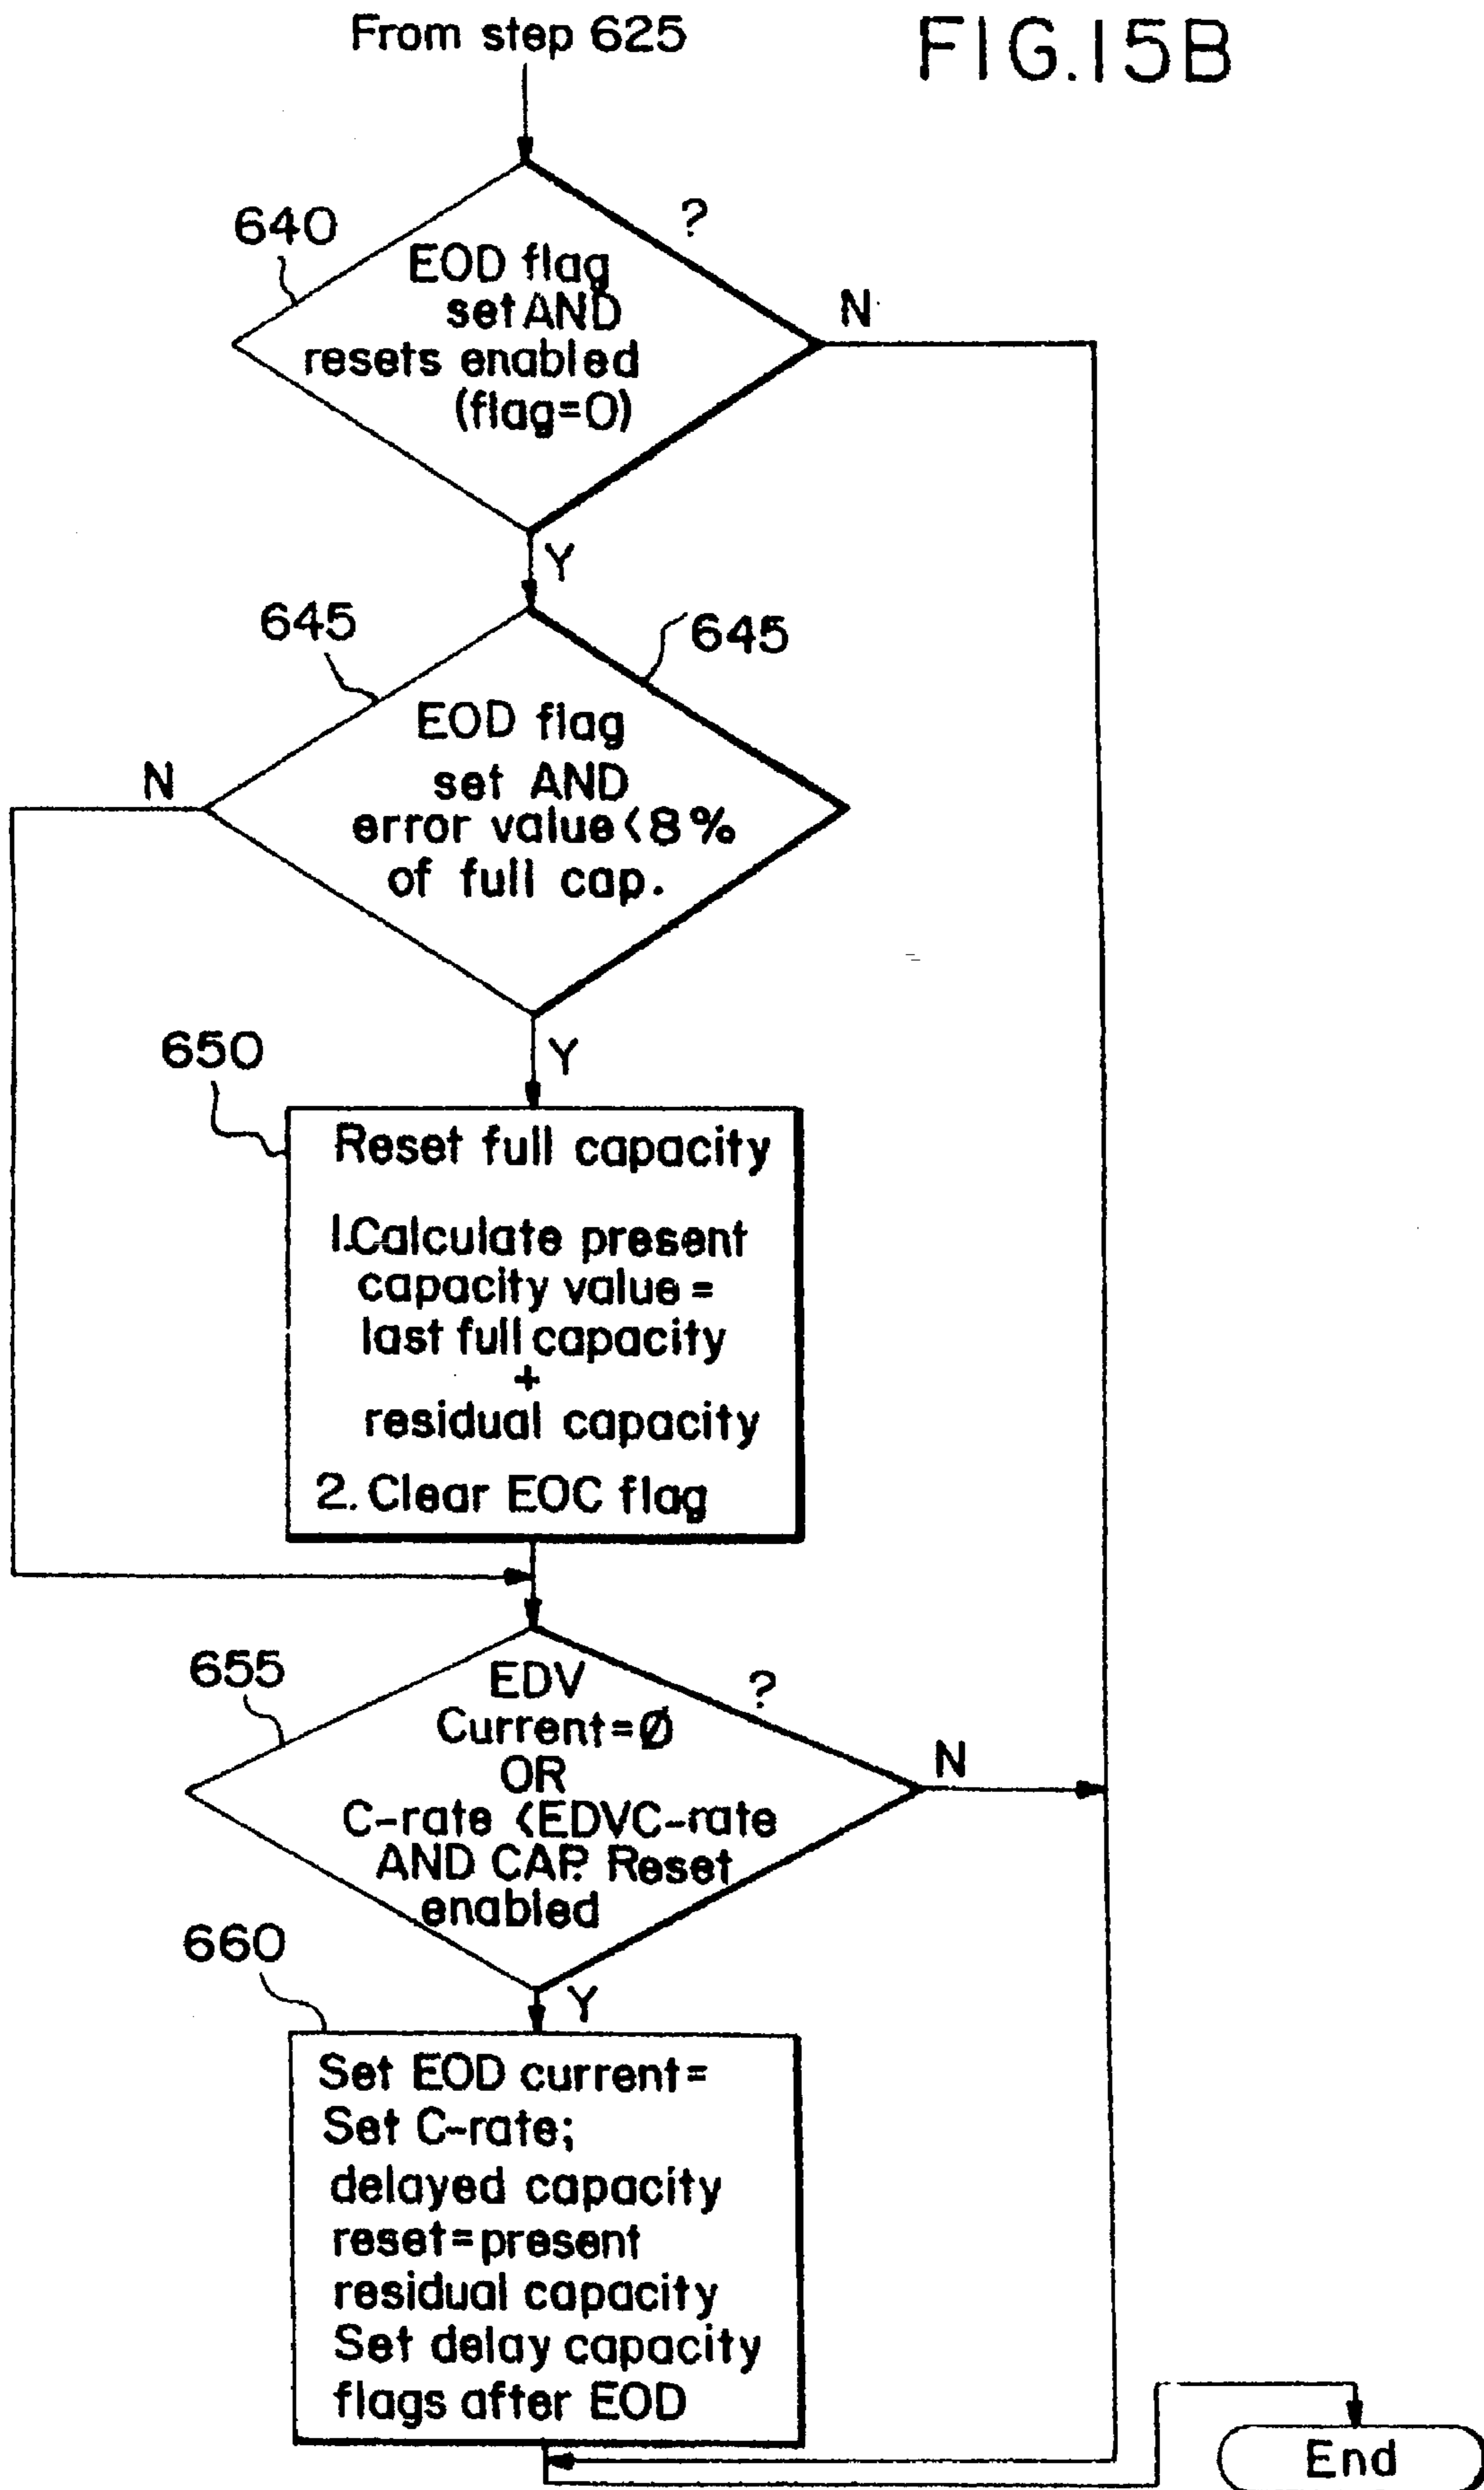 From step 625
FIG.15B
640
?
EOD flag
set AND
resets enabled
(flag=0)
N
Y
645
645
EOD flag
set AND
error value<8%
of full cap.
N
Y
650
Reset full capacity
1.Calculate present
capacity value =
last full capacity
+
residual capacity
2. Clear EOC flag
655
?
EDV
Current=Ø
OR
C-rate <EDVC-rate
AND CAP. Reset
enabled
N
Y
660
Set EOD current=
Set C-rate;
delayed capacity
reset=present
residual capacity
Set delay capacity
flags after EOD
End